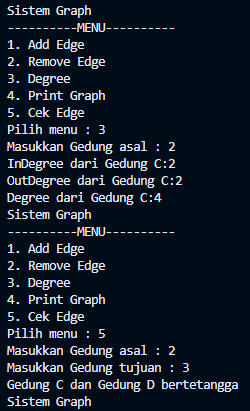 Sistem Graph
----------MENU----------
1. Add Edge
2. Remove Edge
3. Degree
4. Print Graph
5. Cek Edge
Pilih menu : 3
Masukkan Gedung asal : 2
InDegree dari Gedung C:2
OutDegree dari Gedung C:2
Degree dari Gedung C:4
Sistem Graph
----------MENU----------
1. Add Edge
2. Remove Edge
3. Degree
4. Print Graph
5. Cek Edge
Pilih menu : 5
Masukkan Gedung asal : 2
Masukkan Gedung tujuan : 3
Gedung C dan Gedung D bertetangga
Sistem Graph